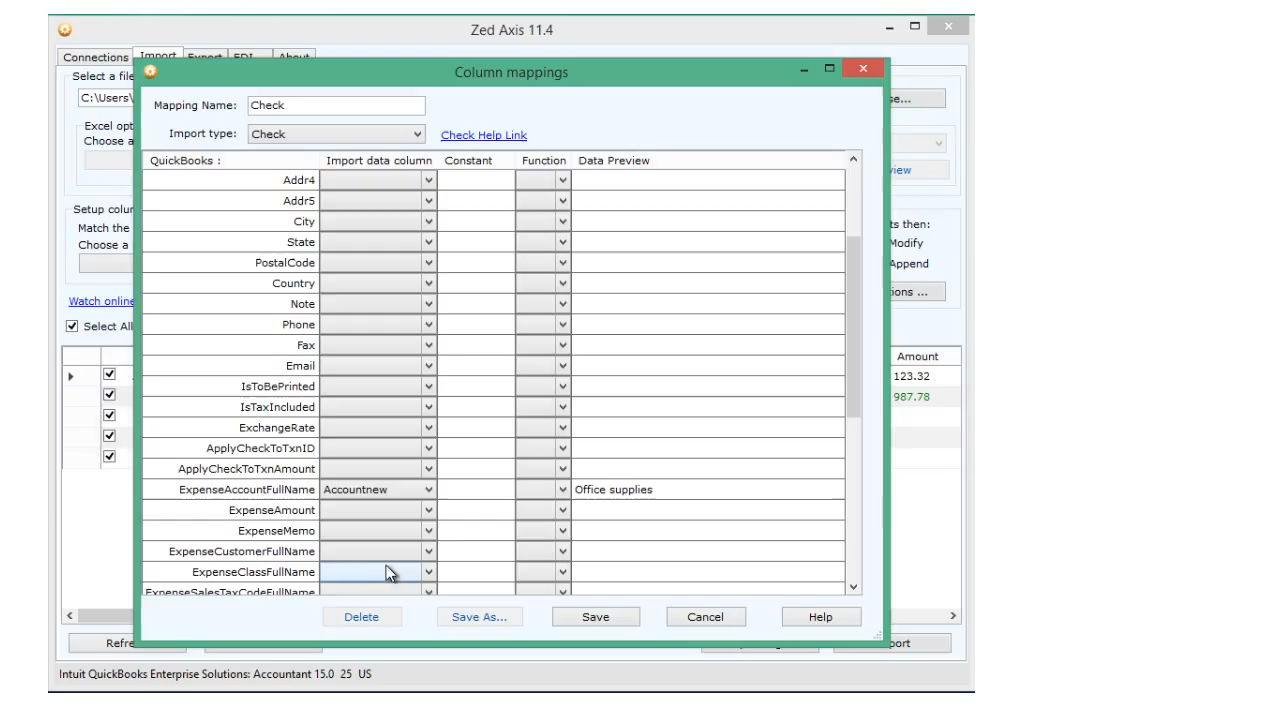 Zed Axis 11.4
Connections Import Export EDI About
Select a file
Column mappings
C:\Users\
Mapping Name: Check
Excel opt
Choose a
Import type: Check Check Help Link
QuickBooks : Import data column Constant Function Data Preview
view
Addr4
Addr5
Setup colum
City
ts then:
Match the
State
Modify
Choose a
PostalCode
Append
Country
ions ...
Watch online
Note
Select All
Phone
Fax
Amount
Email
123.32
IsToBePrinted
987.78
IsTaxIncluded
ExchangeRate
ApplyCheckToTxnID
ApplyCheckToTxnAmount
ExpenseAccountFullName Accountnew Office supplies
ExpenseAmount
ExpenseMemo
ExpenseCustomerFullName
ExpenseClassFullName
ExpenseSalesTaxCodeFullName
Delete Save As... Save Cancel Help
Refre
port
Intuit QuickBooks Enterprise Solutions: Accountant 15.0 25 US